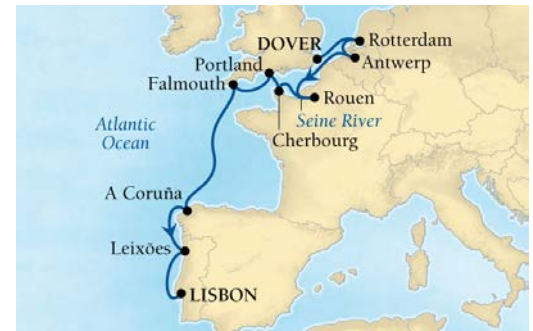 DOVER
Rotterdam
Portland
Antwerp
Falmouth
Rouen
Seine River
Atlantic
Ocean
Cherbourg
A Coruña
Leixões
LISBON